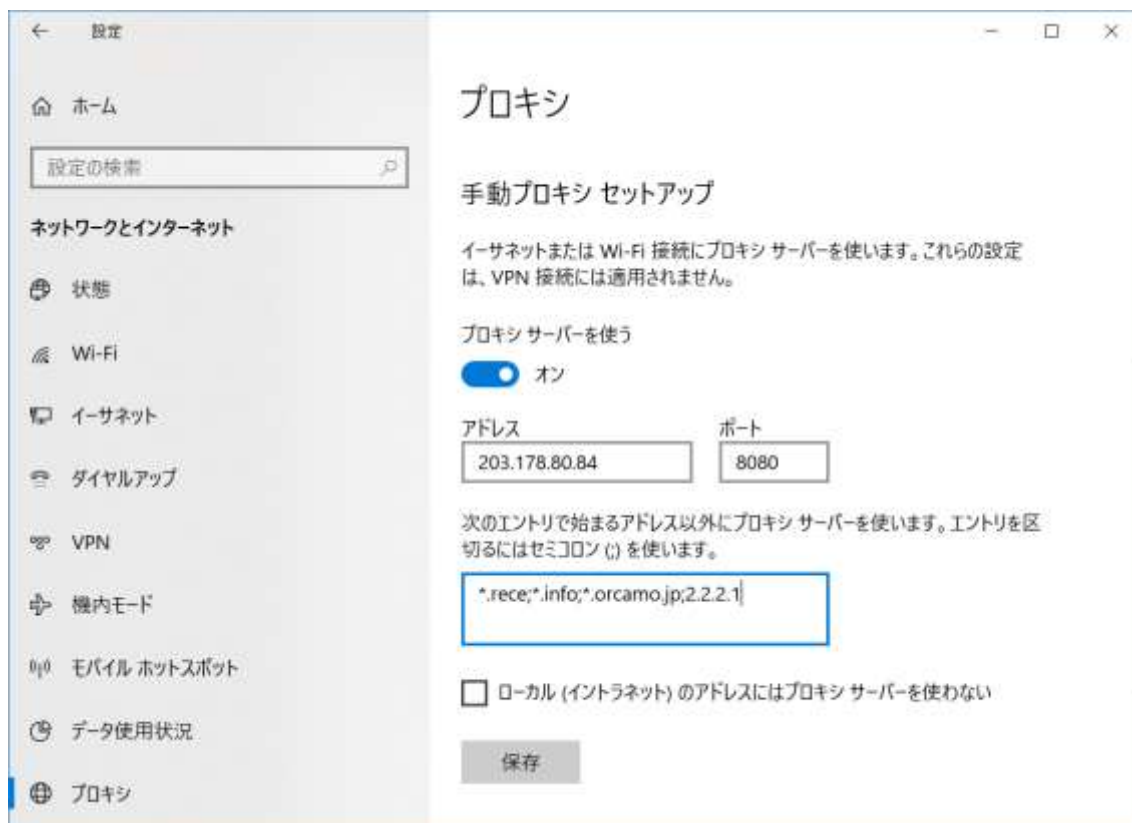 設定
ホーム
設定の検索
ネットワークとインターネット
状態
Wi-Fi
イーサネット
ダイヤルアップ
VPN
機内モード
モバイル ホットスポット
データ使用状況
プロキシ
プロキシ
手動プロキシ セットアップ
イーサネットまたは Wi-Fi 接続にプロキシ サーバーを使います。これらの設定
は、VPN 接続には適用されません。
プロキシ サーバーを使う
オン
アドレス
ポート
203.178.80.84
8080
次のエントリで始まるアドレス以外にプロキシ サーバーを使います。エントリを区
切るにはセミコロン (;) を使います。
*.rece;*.info;*.orcamo.jp;2.2.2.1
ローカル (イントラネット) のアドレスにはプロキシ サーバーを使わない
保存